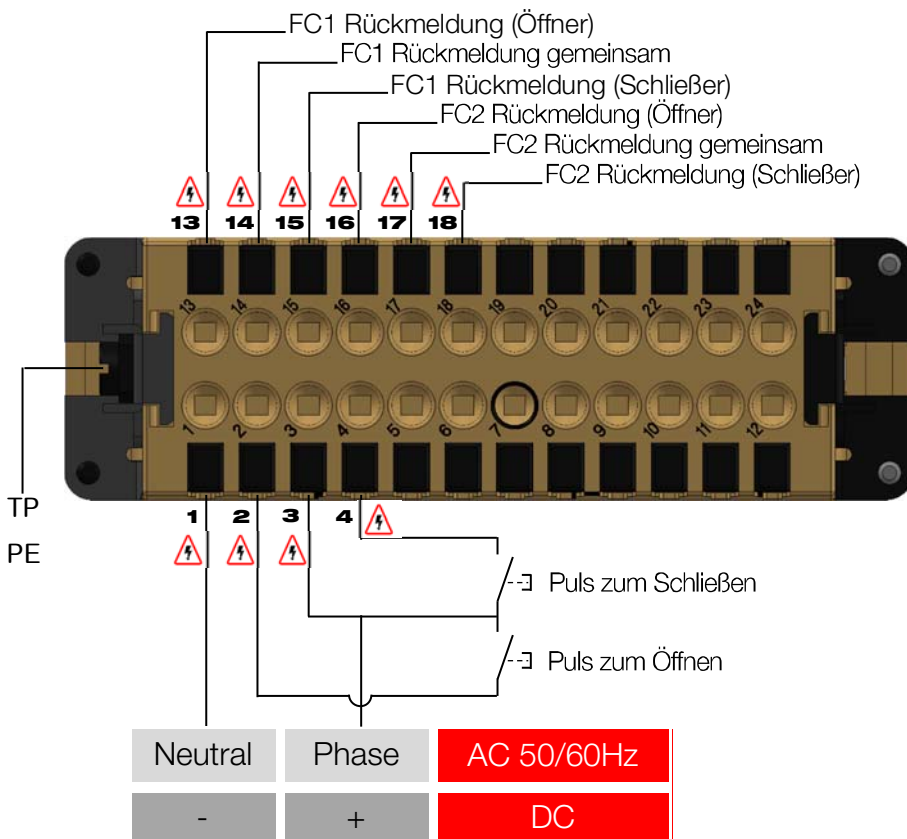 FC1 Rückmeldung (Öffner)
FC1 Rückmeldung gemeinsam
FC1 Rückmeldung (Schließer)
FC2 Rückmeldung (Öffner)
FC2 Rückmeldung gemeinsam
FC2 Rückmeldung (Schließer)
13 14 15 16 17 18
13 14 15 16 17 18 19 20 21 22 23 24
1 2 3 4 5 6 7 8 9 10 11 12
TP
PE
1 2 3 4
Puls zum Schließen
Puls zum Öffnen
Neutral Phase AC 50/60Hz
- + DC